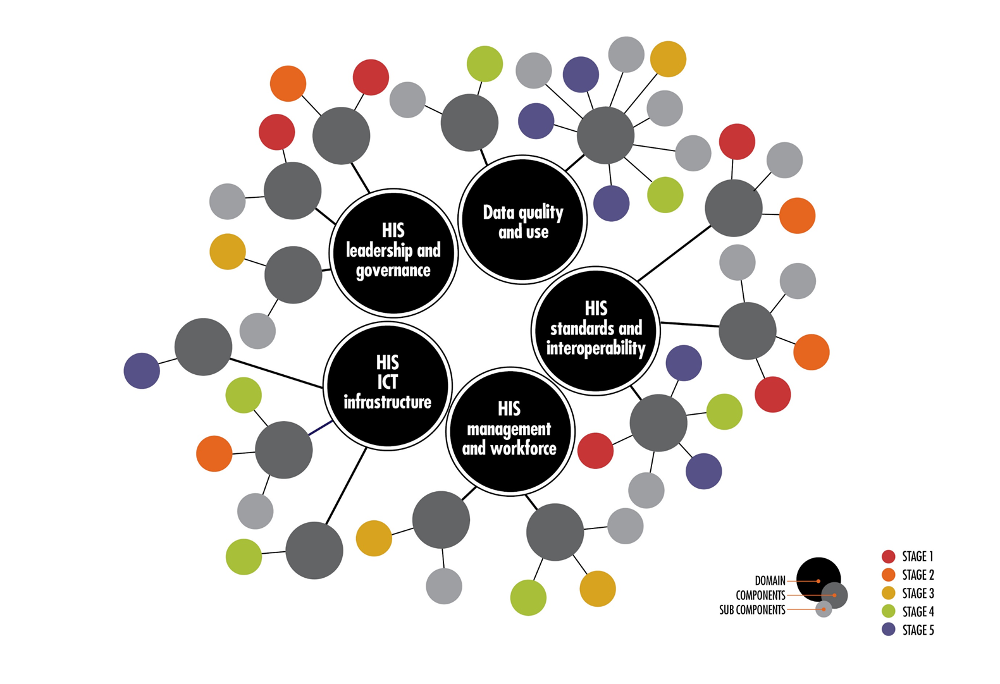 Data quality
and use
HIS
leadership and
governance
HIS
standards and
interoperability
HIS
ICT
infrastructure
HIS
management
and workforce
DOMAIN
COMPONENTS
SUB COMPONENTS
STAGE 1
STAGE 2
STAGE 3
STAGE 4
STAGE 5